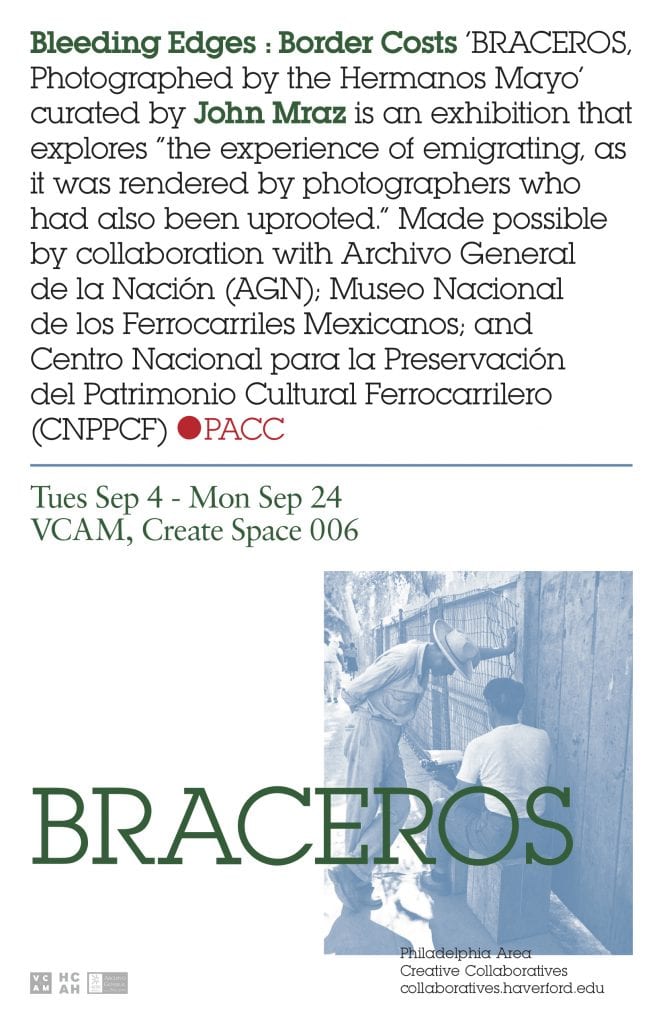 Bleeding Edges : Border Costs ‘BRACEROS,
Photographed by the Hermanos Mayo’
curated by John Mraz is an exhibition that
explores “the experience of emigrating, as
it was rendered by photographers who
had also been uprooted.” Made possible
by collaboration with Archivo General
de la Nación (AGN); Museo Nacional
de los Ferrocarriles Mexicanos; and
Centro Nacional para la Preservación
del Patrimonio Cultural Ferrocarrilero
(CNPPCF) ●PACC
Tues Sep 4 - Mon Sep 24
VCAM, Create Space 006
BRACEROS
Philadelphia Area
Creative Collaboratives
collaboratives.haverford.edu
VC
AM
HC
AH